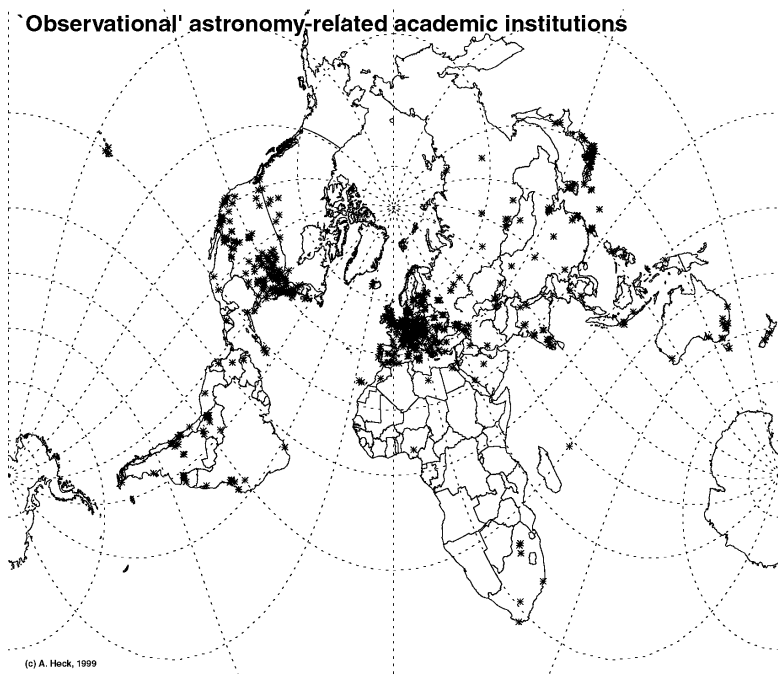 `Observational' astronomy-related academic institutions
(c) A. Heck, 1999